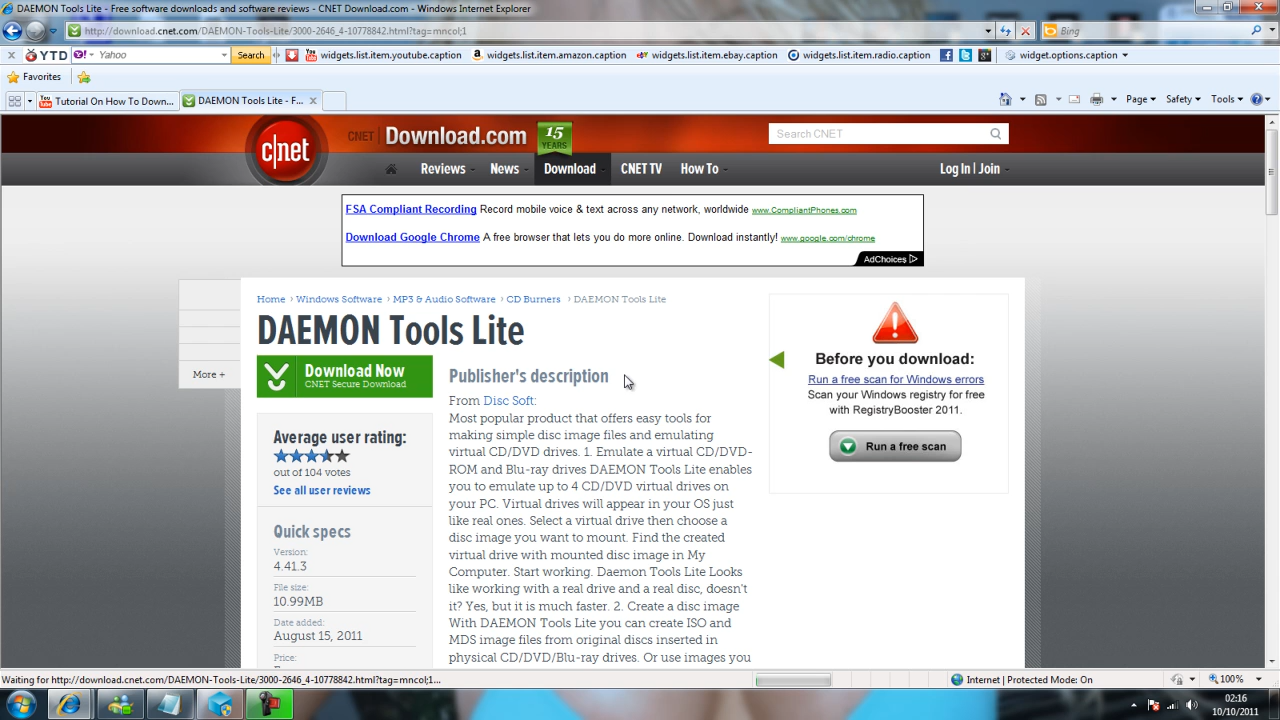 DAEMON Tools Lite - Free software downloads and software reviews - CNET Download.com - Windows Internet Explorer
http://download.cnet.com/DAEMON-Tools-Lite/3000-2646_4-10778842.html?tag=mncol;1
Bing
YTD Yahoo Search widgets.list.item.youtube.caption widgets.list.item.amazon.caption widgets.list.item.ebay.caption widgets.list.item.radio.caption widget.options.caption
Favorites
Tutorial On How To Down... DAEMON Tools Lite - F... Page Safety Tools
c|net CNET Download.com 15 YEARS Search CNET
Reviews News Download CNET TV How To Log In | Join
FSA Compliant Recording Record mobile voice & text across any network, worldwide www.CompliantPhones.com
Download Google Chrome A free browser that lets you do more online. Download instantly! www.google.com/chrome
AdChoices
Home › Windows Software › MP3 & Audio Software › CD Burners › DAEMON Tools Lite
DAEMON Tools Lite
More +
Download Now
CNET Secure Download
Average user rating:
out of 104 votes
See all user reviews
Quick specs
Version:
4.41.3
File size:
10.99MB
Date added:
August 15, 2011
Price:
Publisher's description
From Disc Soft:
Most popular product that offers easy tools for
making simple disc image files and emulating
virtual CD/DVD drives. 1. Emulate a virtual CD/DVD-
ROM and Blu-ray drives DAEMON Tools Lite enables
you to emulate up to 4 CD/DVD virtual drives on
your PC. Virtual drives will appear in your OS just
like real ones. Select a virtual drive then choose a
disc image you want to mount. Find the created
virtual drive with mounted disc image in My
Computer. Start working. Daemon Tools Lite Looks
like working with a real drive and a real disc, doesn't
it? Yes, but it is much faster. 2. Create a disc image
With DAEMON Tools Lite you can create ISO and
MDS image files from original discs inserted in
physical CD/DVD/Blu-ray drives. Or use images you
Before you download:
Run a free scan for Windows errors
Scan your Windows registry for free
with RegistryBooster 2011.
Run a free scan
Waiting for http://download.cnet.com/DAEMON-Tools-Lite/3000-2646_4-10778842.html?tag=mncol;1... Internet | Protected Mode: On 100%
02:16
10/10/2011